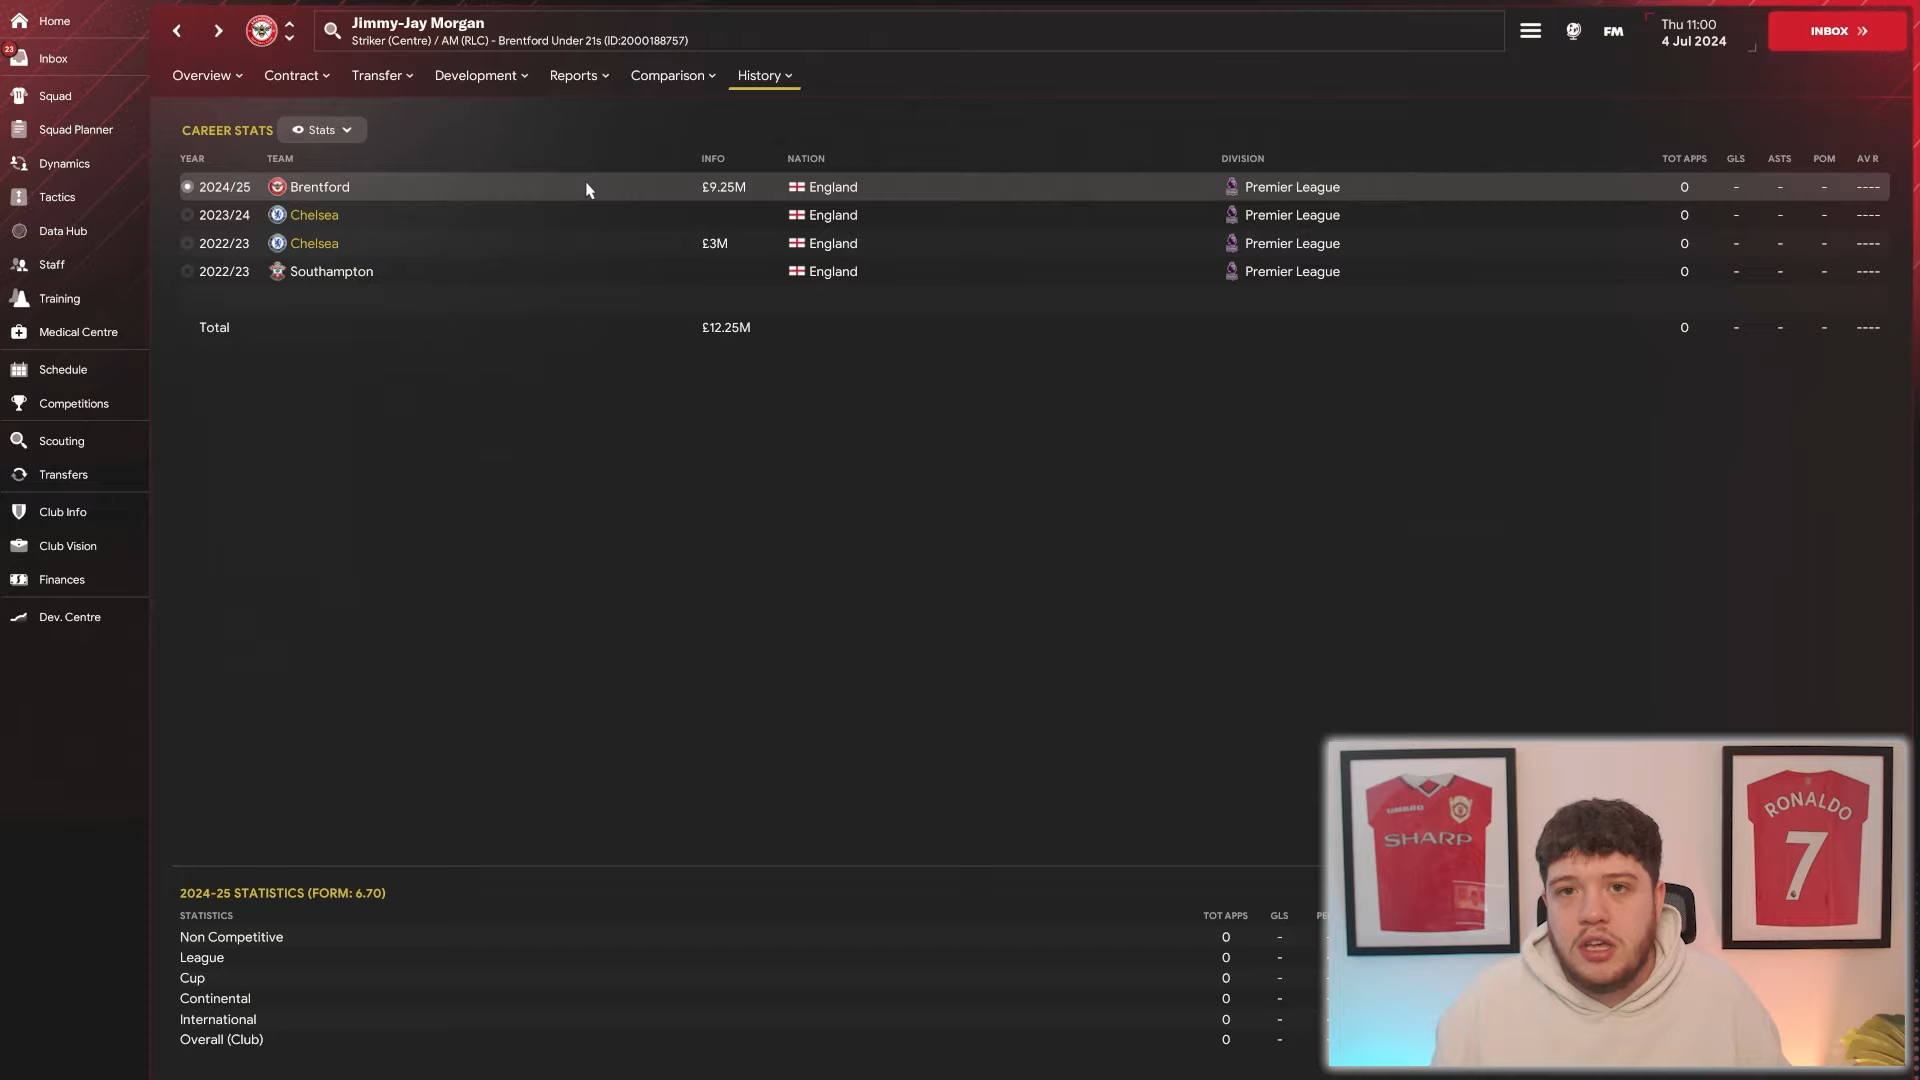 Home
23
Inbox
Squad
Squad Planner
Dynamics
Tactics
Data Hub
Staff
Training
Medical Centre
Schedule
Competitions
Scouting
Transfers
Club Info
Club Vision
Finances
Dev. Centre
Jimmy-Jay Morgan
Striker (Centre) / AM (RLC) - Brentford Under 21s (ID:2000188757)
FM
Thu 11:00
4 Jul 2024
INBOX
Overview Contract Transfer Development Reports Comparison History
CAREER STATS Stats
YEAR TEAM INFO NATION DIVISION TOT APPS GLS ASTS POM AV R
2024/25 Brentford £9.25M England Premier League 0 - - - ----
2023/24 Chelsea England Premier League 0 - - - ----
2022/23 Chelsea £3M England Premier League 0 - - - ----
2022/23 Southampton England Premier League 0 - - - ----
Total £12.25M 0 - - - ----
2024-25 STATISTICS (FORM: 6.70)
STATISTICS TOT APPS GLS
Non Competitive 0 -
League 0 -
Cup 0 -
Continental 0 -
International 0 -
Overall (Club) 0 -
UMBRO
SHARP
RONALDO
7